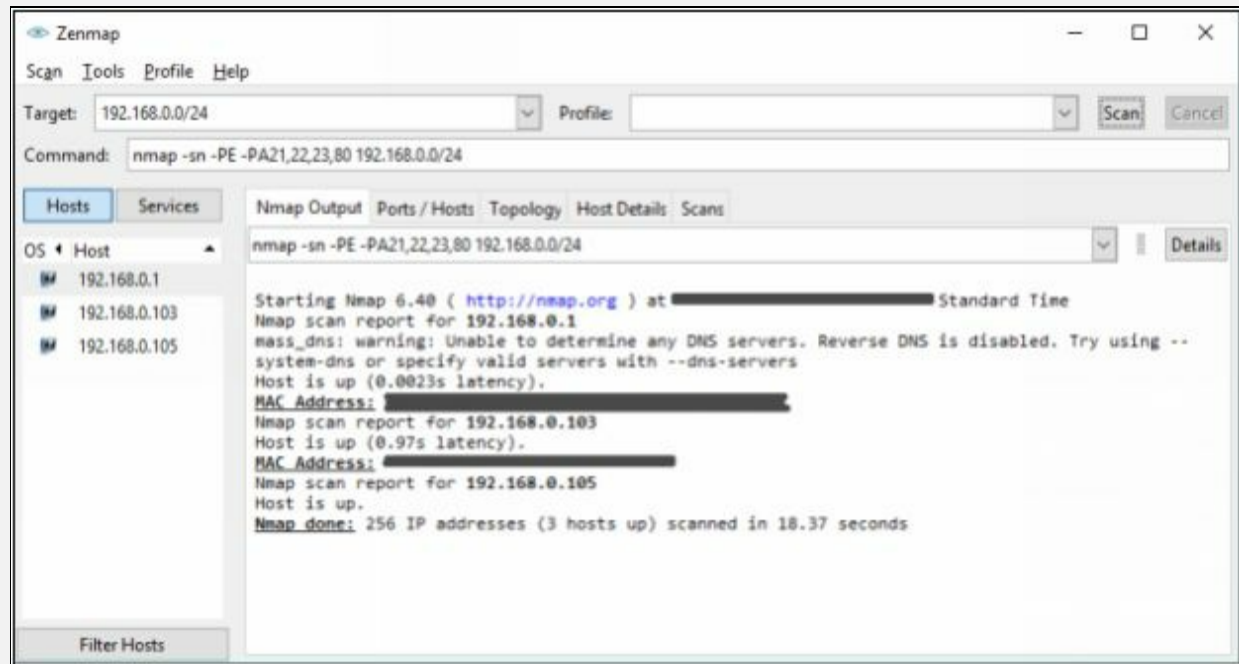 Zenmap
Scan Tools Profile Help
Target: 192.168.0.0/24 Profile: Scan Cancel
Command: nmap -sn -PE -PA21,22,23,80 192.168.0.0/24
Hosts Services Nmap Output Ports / Hosts Topology Host Details Scans
OS Host nmap -sn -PE -PA21,22,23,80 192.168.0.0/24 Details
192.168.0.1
192.168.0.103
192.168.0.105
Starting Nmap 6.40 ( http://nmap.org ) at Standard Time
Nmap scan report for 192.168.0.1
mass_dns: warning: Unable to determine any DNS servers. Reverse DNS is disabled. Try using --
system-dns or specify valid servers with --dns-servers
Host is up (0.0023s latency).
MAC Address:
Nmap scan report for 192.168.0.103
Host is up (0.97s latency).
MAC Address:
Nmap scan report for 192.168.0.105
Host is up.
Nmap done: 256 IP addresses (3 hosts up) scanned in 18.37 seconds
Filter Hosts